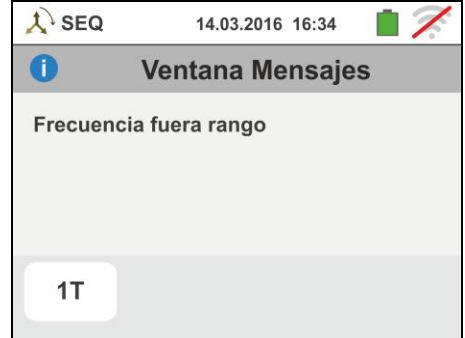 SEQ 14.03.2016 16:34
i Ventana Mensajes
Frecuencia fuera rango
1T